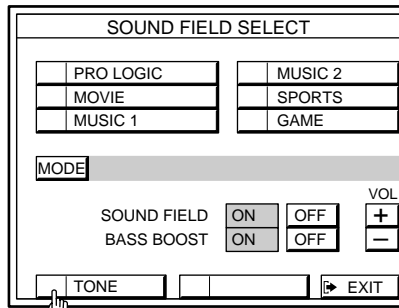 SOUND FIELD SELECT
PRO LOGIC MUSIC 2
MOVIE SPORTS
MUSIC 1 GAME
MODE
VOL
SOUND FIELD ON OFF +
BASS BOOST ON OFF −
TONE EXIT